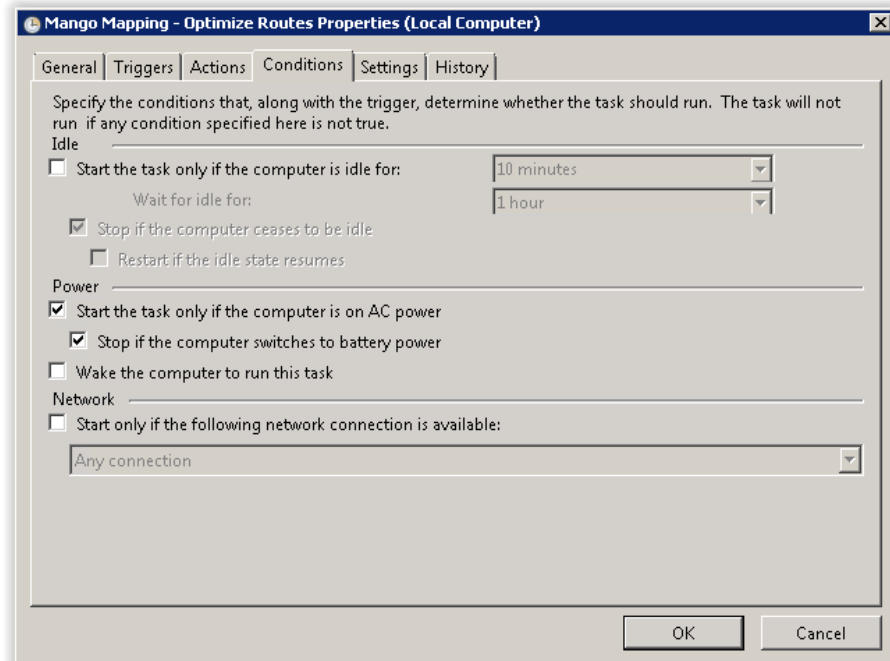 Mango Mapping - Optimize Routes Properties (Local Computer)
General Triggers Actions Conditions Settings History
Specify the conditions that, along with the trigger, determine whether the task should run. The task will not
run if any condition specified here is not true.
Idle
Start the task only if the computer is idle for: 10 minutes
Wait for idle for: 1 hour
Stop if the computer ceases to be idle
Restart if the idle state resumes
Power
Start the task only if the computer is on AC power
Stop if the computer switches to battery power
Wake the computer to run this task
Network
Start only if the following network connection is available:
Any connection
OK Cancel